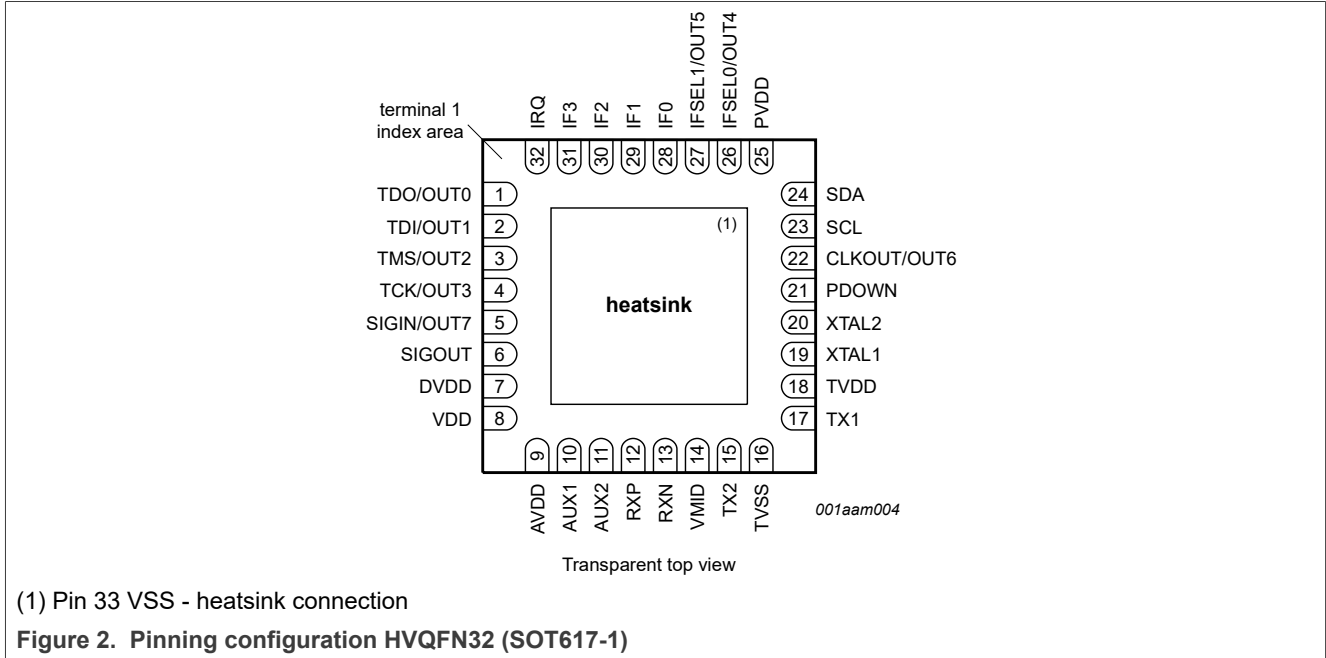 IRQ
IF3
IF2
IF1
IF0
IFSEL1/OUT5
IFSEL0/OUT4
PVDD
terminal 1
index area
32
31
30
29
28
27
26
25
TDO/OUT0 1
TDI/OUT1 2
TMS/OUT2 3
TCK/OUT3 4
SIGIN/OUT7 5
SIGOUT 6
DVDD 7
VDD 8
(1)
heatsink
24 SDA
23 SCL
22 CLKOUT/OUT6
21 PDOWN
20 XTAL2
19 XTAL1
18 TVDD
17 TX1
9
10
11
12
13
14
15
16
AVDD
AUX1
AUX2
RXP
RXN
VMID
TX2
TVSS
001aam004
Transparent top view
(1) Pin 33 VSS - heatsink connection
Figure 2. Pinning configuration HVQFN32 (SOT617-1)